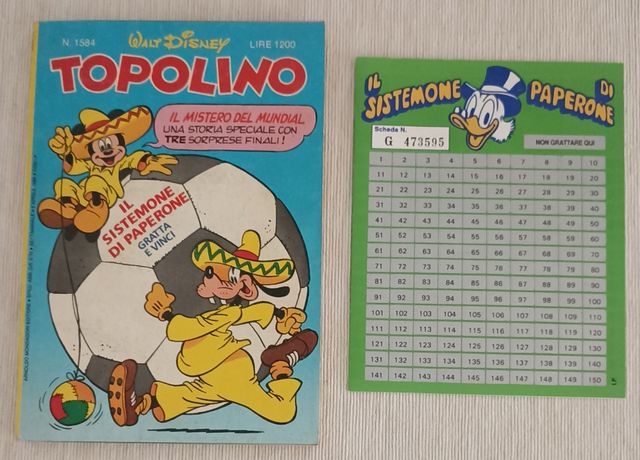 N. 1584
WALT DISNEY
LIRE 1200
TOPOLINO
IL MISTERO DEL MUNDIAL
UNA STORIA SPECIALE CON
TRE SORPRESE FINALI!
IL
SISTEMONE
DI PAPERONE
GRATTA
E VINCI
IL SISTEMONE DI PAPERONE
Scheda N.
G 473595
NON GRATTARE QUI
1 2 3 4 5 6 7 8 9 10
11 12 13 14 15 16 17 18 19 20
21 22 23 24 25 26 27 28 29 30
31 32 33 34 35 36 37 38 39 40
41 42 43 44 45 46 47 48 49 50
51 52 53 54 55 56 57 58 59 60
61 62 63 64 65 66 67 68 69 70
71 72 73 74 75 76 77 78 79 80
81 82 83 84 85 86 87 88 89 90
91 92 93 94 95 96 97 98 99 100
101 102 103 104 105 106 107 108 109 110
111 112 113 114 115 116 117 118 119 120
121 122 123 124 125 126 127 128 129 130
131 132 133 134 135 136 137 138 139 140
141 142 143 144 145 146 147 148 149 150
5
ARNOLDO MONDADORI EDITORE